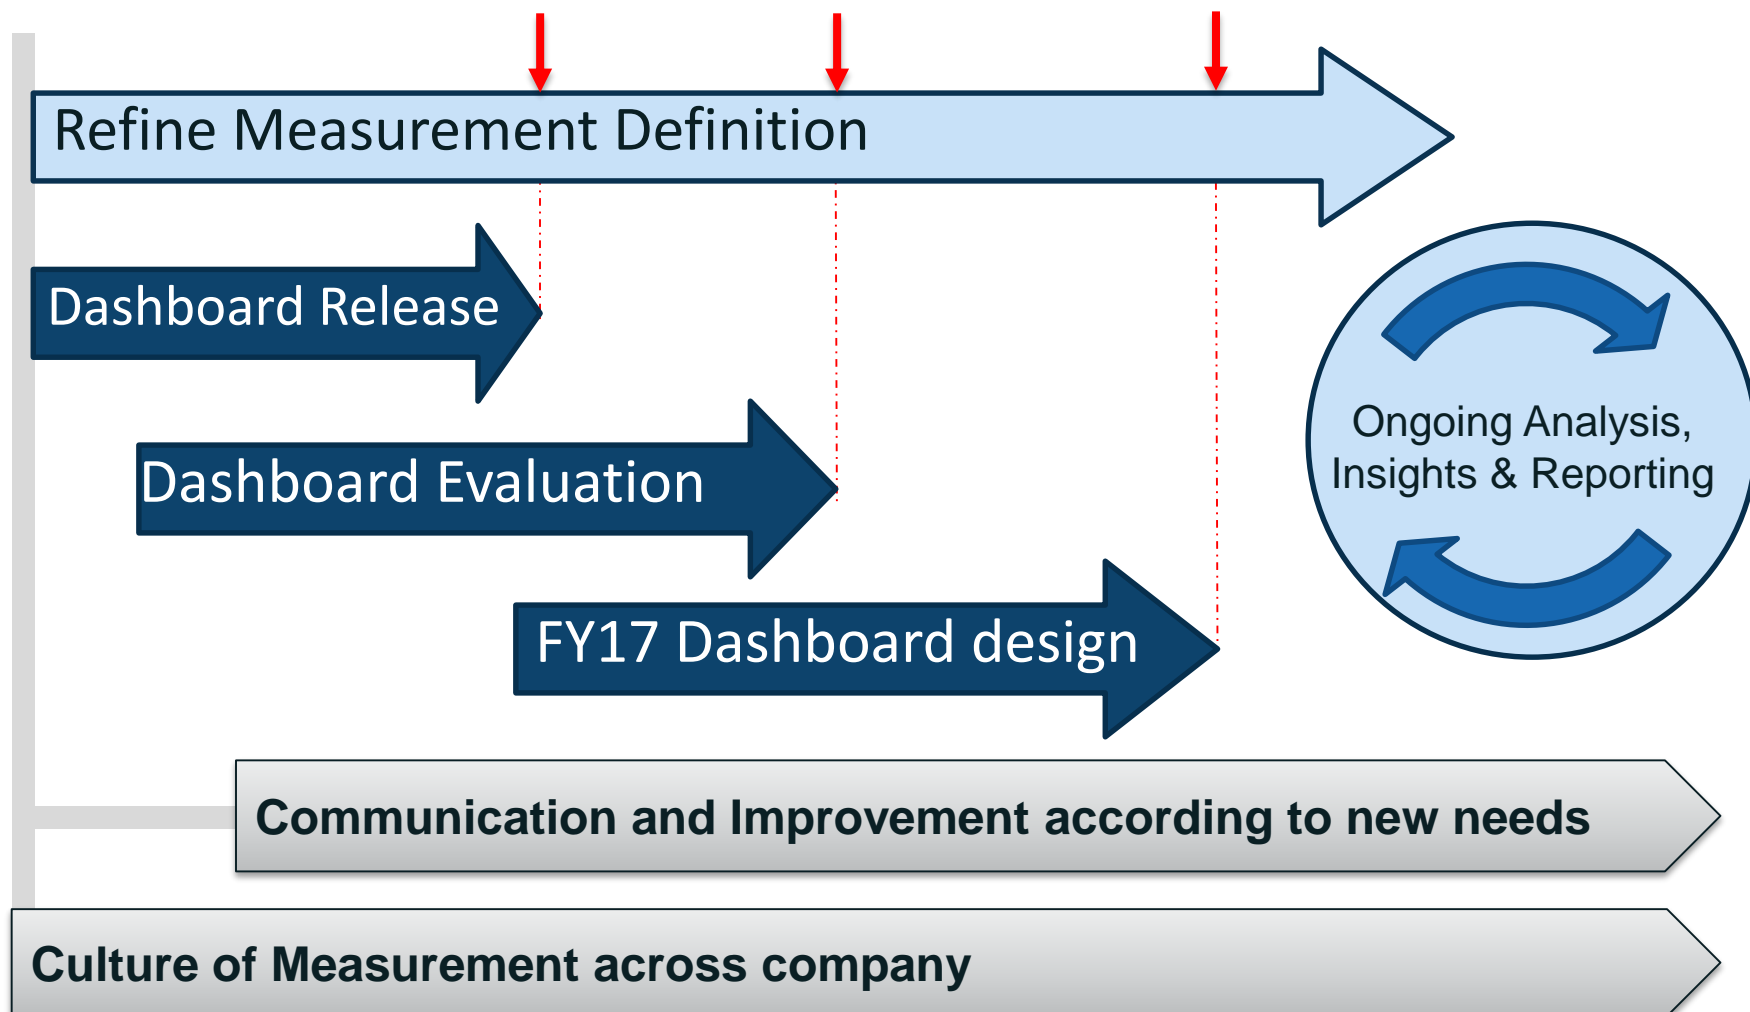 Refine Measurement Definition
Dashboard Release
Dashboard Evaluation
FY17 Dashboard design
Ongoing Analysis,
Insights & Reporting
Communication and Improvement according to new needs
Culture of Measurement across company